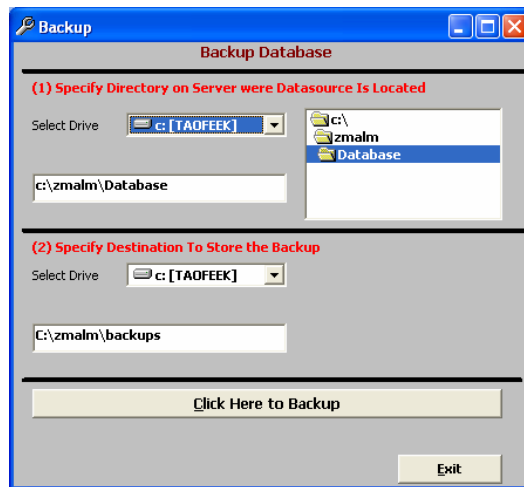 Backup
Backup Database
(1) Specify Directory on Server were Datasource Is Located
Select Drive
c: [TAOFEEK]
c:\
zmalm
Database
c:\zmalm\Database
(2) Specify Destination To Store the Backup
Select Drive
c: [TAOFEEK]
C:\zmalm\backups
Click Here to Backup
Exit